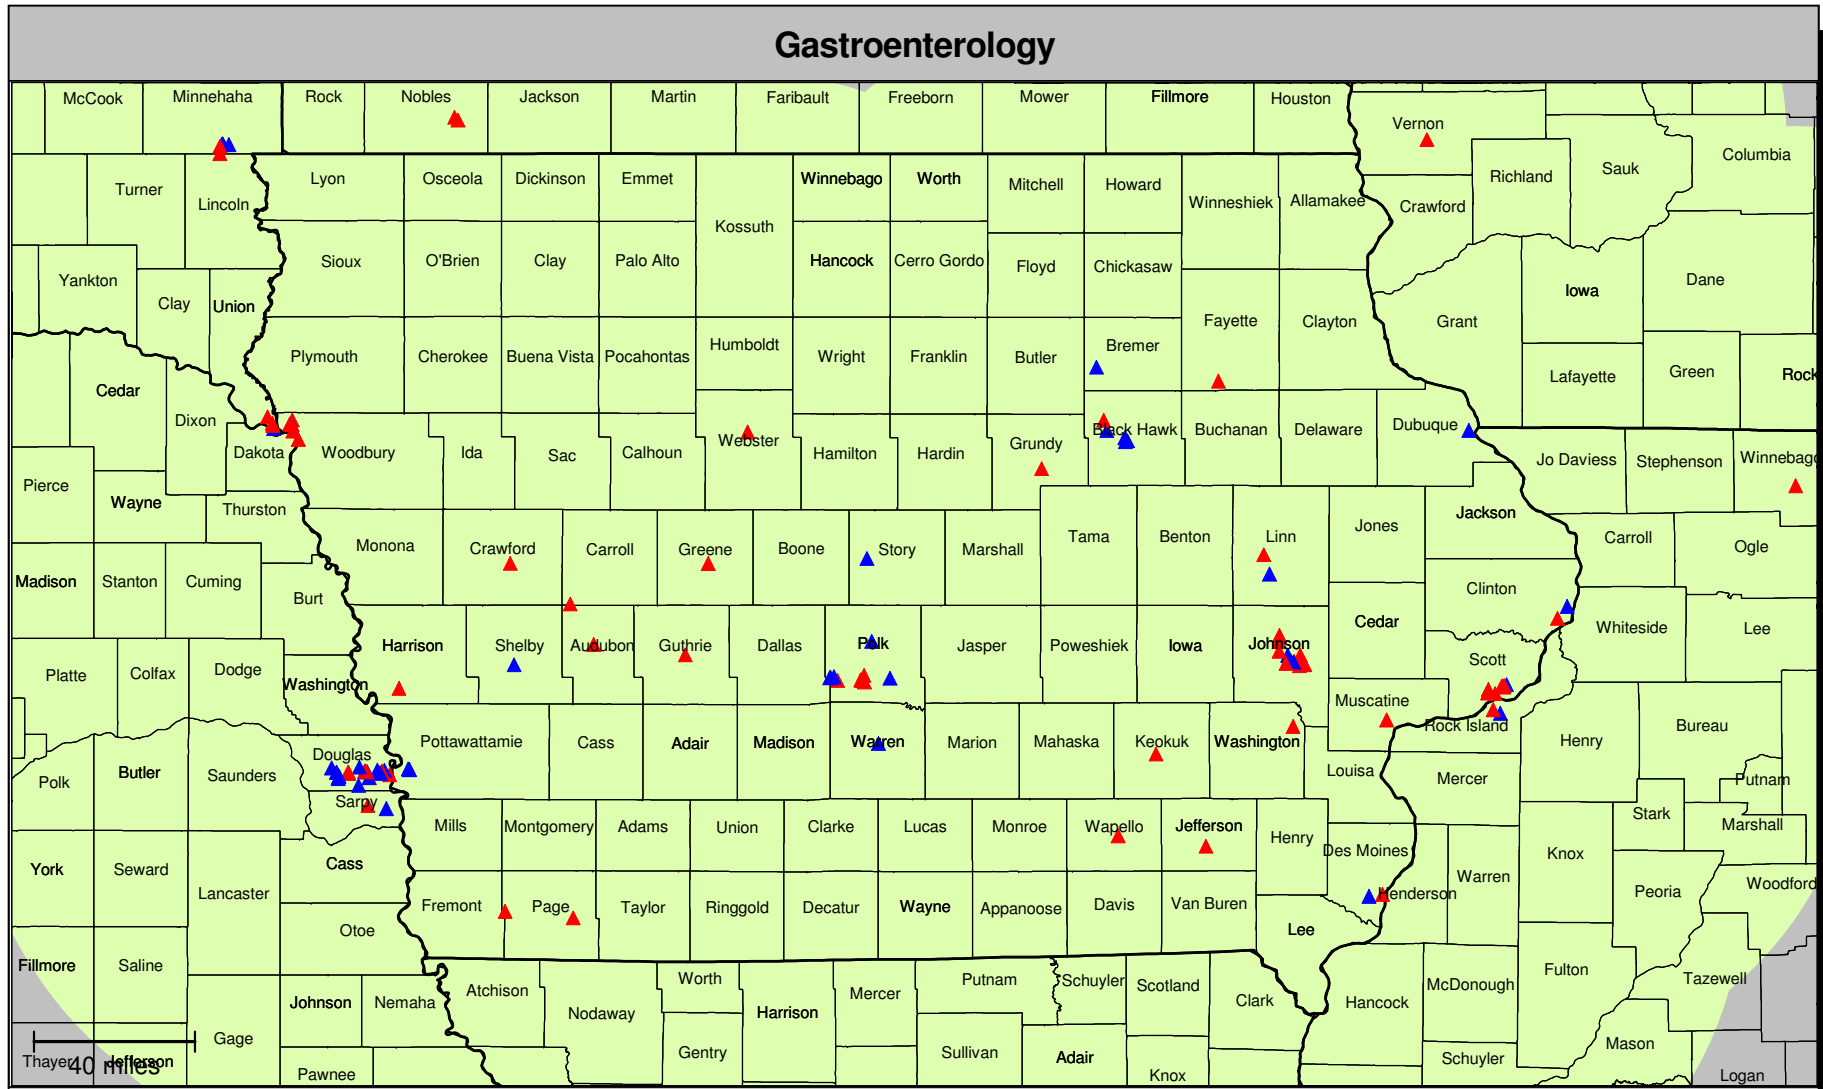 Gastroenterology
McCook
Minnehaha
Rock
Nobles
Jackson
Martin
Faribault
Freeborn
Mower
Fillmore
Houston
Vernon
Columbia
Sauk
Richland
Turner
Lincoln
Lyon
Osceola
Dickinson
Emmet
Kossuth
Winnebago
Worth
Mitchell
Howard
Winneshiek
Allamakee
Crawford
Yankton
Clay
Union
Sioux
O'Brien
Clay
Palo Alto
Hancock
Cerro Gordo
Floyd
Chickasaw
Iowa
Dane
Fayette
Clayton
Grant
Plymouth
Cherokee
Buena Vista
Pocahontas
Humboldt
Wright
Franklin
Butler
Bremer
Lafayette
Green
Rock
Cedar
Dixon
Dakota
Woodbury
Ida
Sac
Calhoun
Webster
Hamilton
Hardin
Grundy
Black Hawk
Buchanan
Delaware
Dubuque
Jo Daviess
Stephenson
Winnebago
Pierce
Wayne
Thurston
Monona
Crawford
Carroll
Greene
Boone
Story
Marshall
Tama
Benton
Linn
Jones
Jackson
Carroll
Ogle
Madison
Stanton
Cuming
Burt
Clinton
Whiteside
Lee
Harrison
Shelby
Audubon
Guthrie
Dallas
Polk
Jasper
Poweshiek
Iowa
Johnson
Cedar
Scott
Platte
Colfax
Dodge
Washington
Muscatine
Rock Island
Henry
Bureau
Pottawattamie
Cass
Adair
Madison
Warren
Marion
Mahaska
Keokuk
Washington
Louisa
Mercer
Putnam
Polk
Butler
Saunders
Douglas
Sarpy
Mills
Montgomery
Adams
Union
Clarke
Lucas
Monroe
Wapello
Jefferson
Henry
Des Moines
Stark
Marshall
York
Seward
Lancaster
Cass
Otoe
Knox
Warren
Peoria
Woodford
Henderson
Fremont
Page
Taylor
Ringgold
Decatur
Wayne
Appanoose
Davis
Van Buren
Lee
Fillmore
Saline
Johnson
Nemaha
Atchison
Nodaway
Worth
Harrison
Mercer
Putnam
Schuyler
Scotland
Clark
Hancock
McDonough
Fulton
Tazewell
Gage
Gentry
Sullivan
Adair
Knox
Schuyler
Mason
Logan
Thayer
Jefferson
40 miles
Pawnee